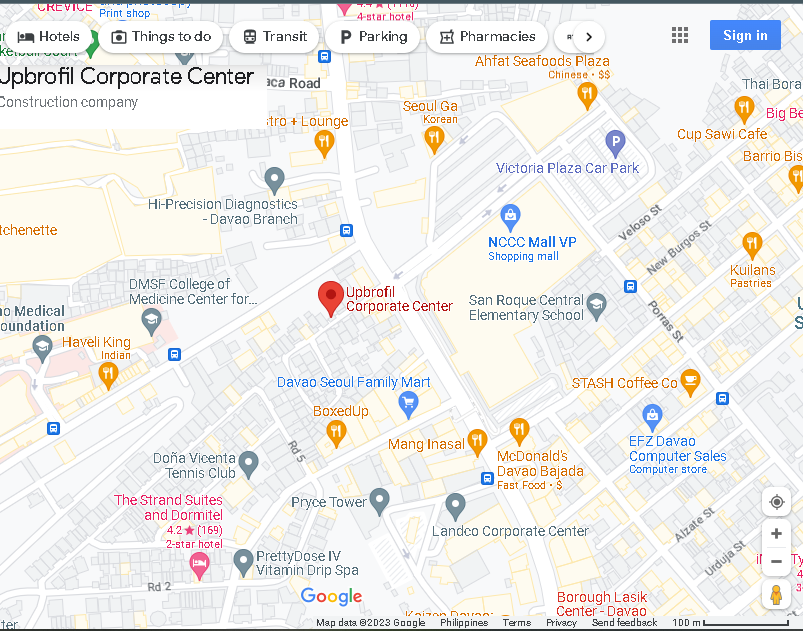 CREVICE
Print shop
4-star hotel
Hotels
Things to do
Transit
Parking
Pharmacies
Sign in
Upbrofil Corporate Center
Construction company
aca Road
Ahfat Seafoods Plaza
Chinese • $$
Thai Bora
Big Be
Seoul Ga
Korean
stro + Lounge
Cup Sawi Cafe
Barrio Bis
Victoria Plaza Car Park
Hi-Precision Diagnostics
- Davao Branch
tchenette
Veloso St
New Burgos St
NCCC Mall VP
Shopping mall
Kuilans
Pastries
DMSF College of
Medicine Center for...
Upbrofil
Corporate Center
San Roque Central
Elementary School
Porras St
no Medical
oundation
Haveli King
Indian
Davao Seoul Family Mart
STASH Coffee Co
BoxedUp
Mang Inasal
McDonald's
Davao Bajada
Fast Food • $
EFZ Davao
Computer Sales
Computer store
Rd 5
Doña Vicenta
Tennis Club
The Strand Suites
and Dormitel
4.2★(169)
2-star hotel
Pryce Tower
Landco Corporate Center
Alzate St
Urduja St
PrettyDose IV
Vitamin Drip Spa
Rd 2
Google
Borough Lasik
Center - Davao
Kaizen Davao
Map data ©2023 Google
Philippines
Terms
Privacy
Send feedback
100 m